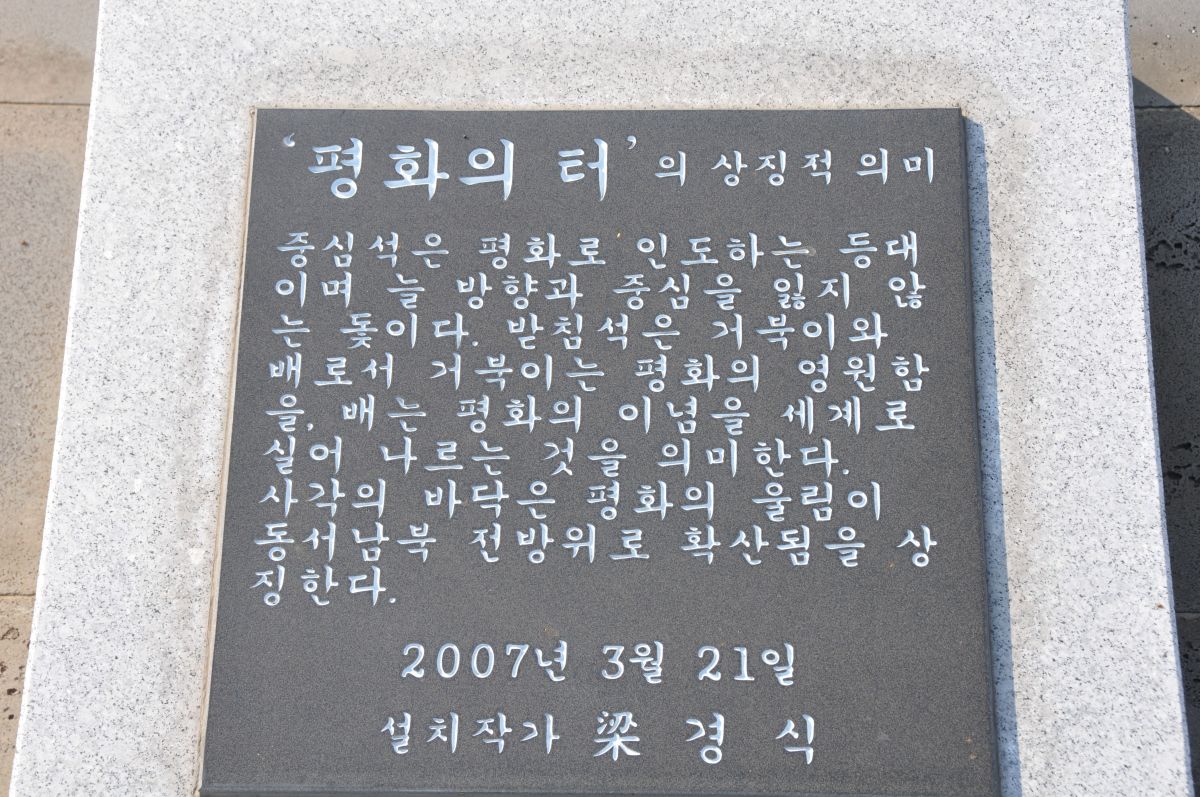 ‘평화의 터’의 상징적 의미
중심석은 평화로 인도하는 등대
이며 늘 방향과 중심을 잃지 않
는 돛이다. 받침석은 거북이와
배로서 거북이는 평화의 영원함
을, 배는 평화의 이념을 세계로
실어 나르는 것을 의미한다.
사각의 바닥은 평화의 울림이
동서남북 전방위로 확산됨을 상
징한다.
2007년 3월 21일
설치작가 梁 경 식